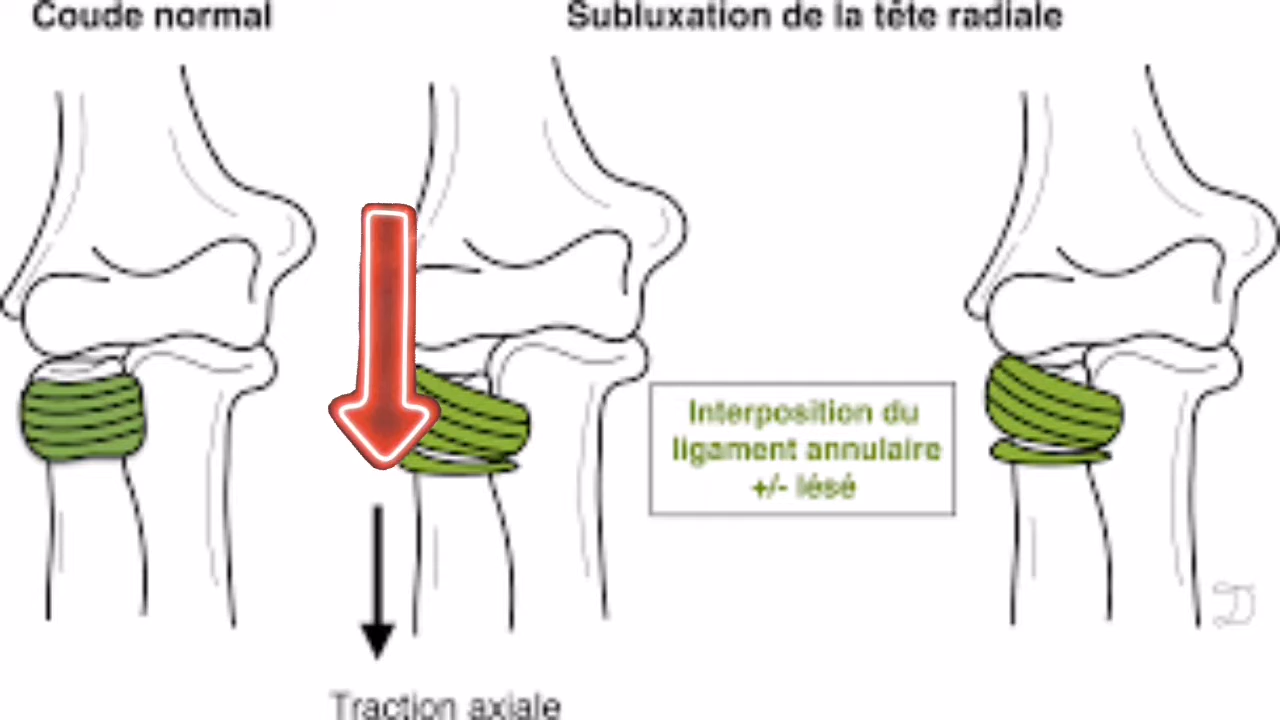 Coude normal
Subluxation de la tête radiale
Interposition du
ligament annulaire
+/- lésé
Traction axiale